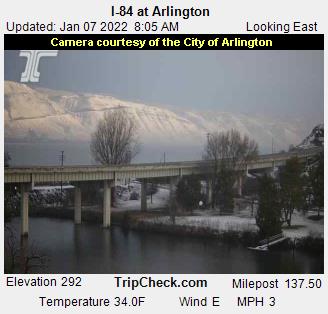 I-84 at Arlington
Updated: Jan 07 2022 8:05 AM Looking East
Camera courtesy of the City of Arlington
Elevation 292 TripCheck.com Milepost 137.50
Temperature 34.0F Wind E MPH 3